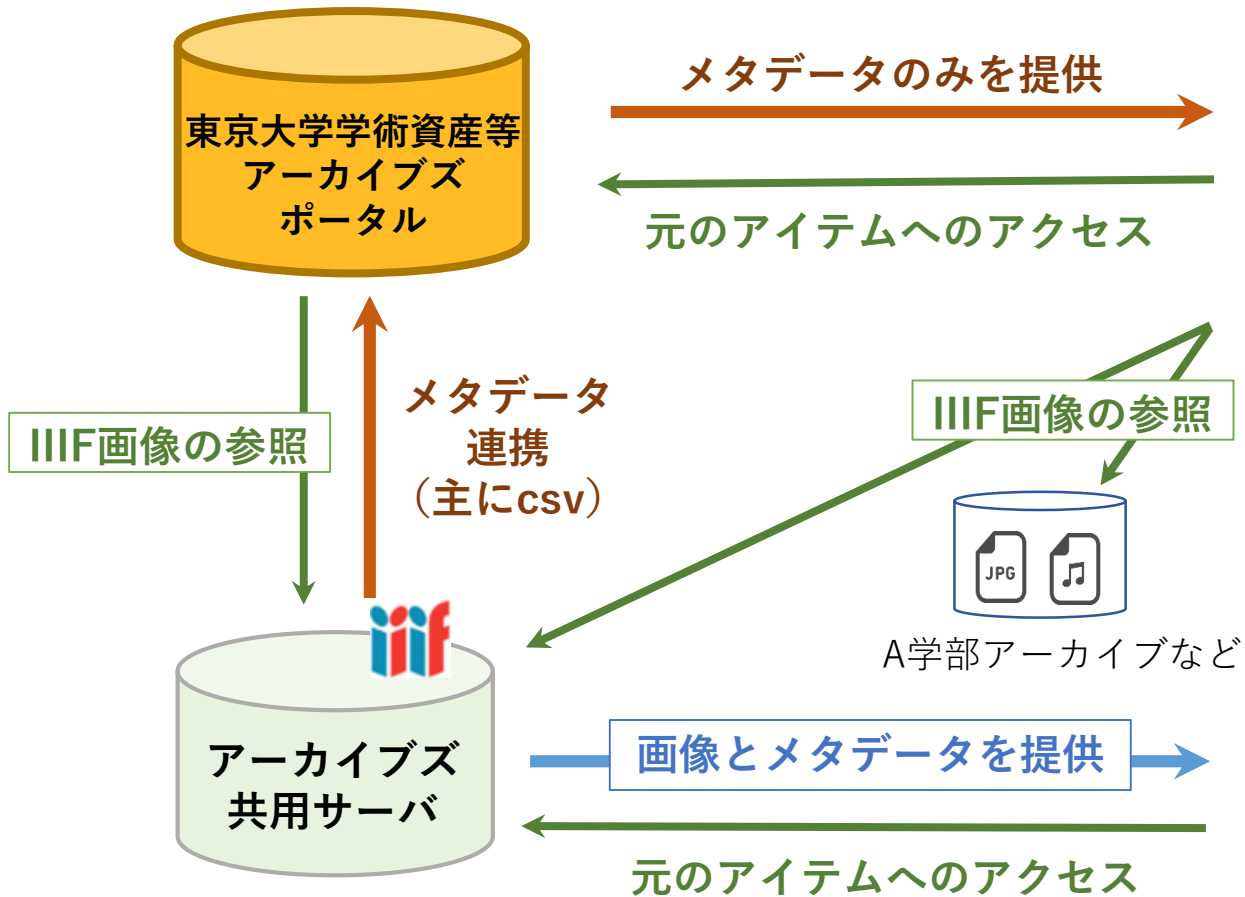 東京大学学術資産等
アーカイブズ
ポータル
メタデータのみを提供
元のアイテムへのアクセス
IIIF画像の参照
メタデータ
連携
（主にcsv）
IIIF画像の参照
JPG
A学部アーカイブなど
iiif
アーカイブズ
共用サーバ
画像とメタデータを提供
元のアイテムへのアクセス